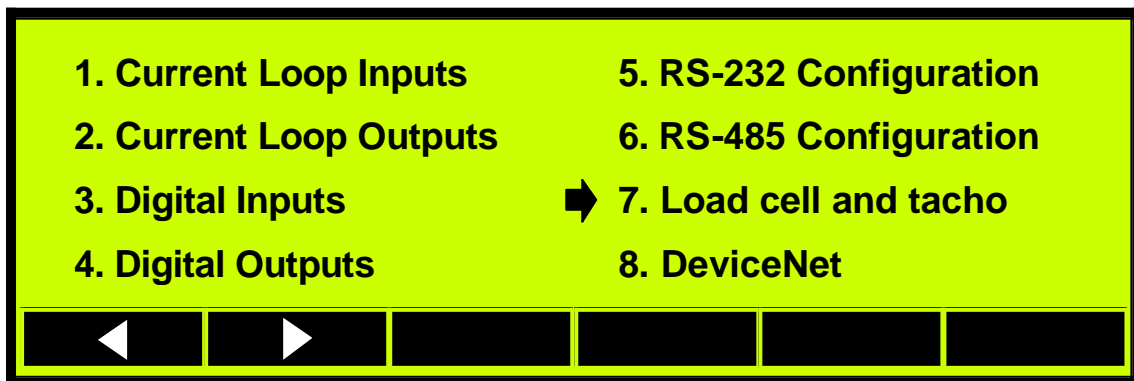 1. Current Loop Inputs
2. Current Loop Outputs
3. Digital Inputs
4. Digital Outputs
5. RS-232 Configuration
6. RS-485 Configuration
7. Load cell and tacho
8. DeviceNet